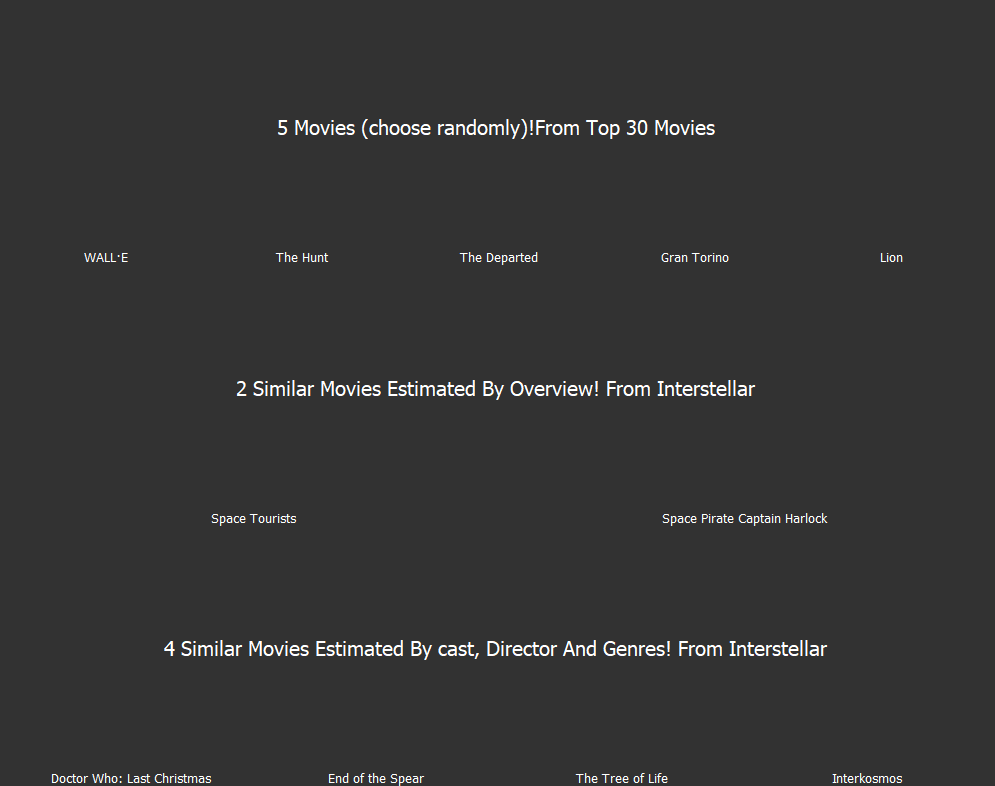 5 Movies (choose randomly)!From Top 30 Movies
WALL·E The Hunt The Departed Gran Torino Lion
2 Similar Movies Estimated By Overview! From Interstellar
Space Tourists Space Pirate Captain Harlock
4 Similar Movies Estimated By cast, Director And Genres! From Interstellar
Doctor Who: Last Christmas End of the Spear The Tree of Life Interkosmos